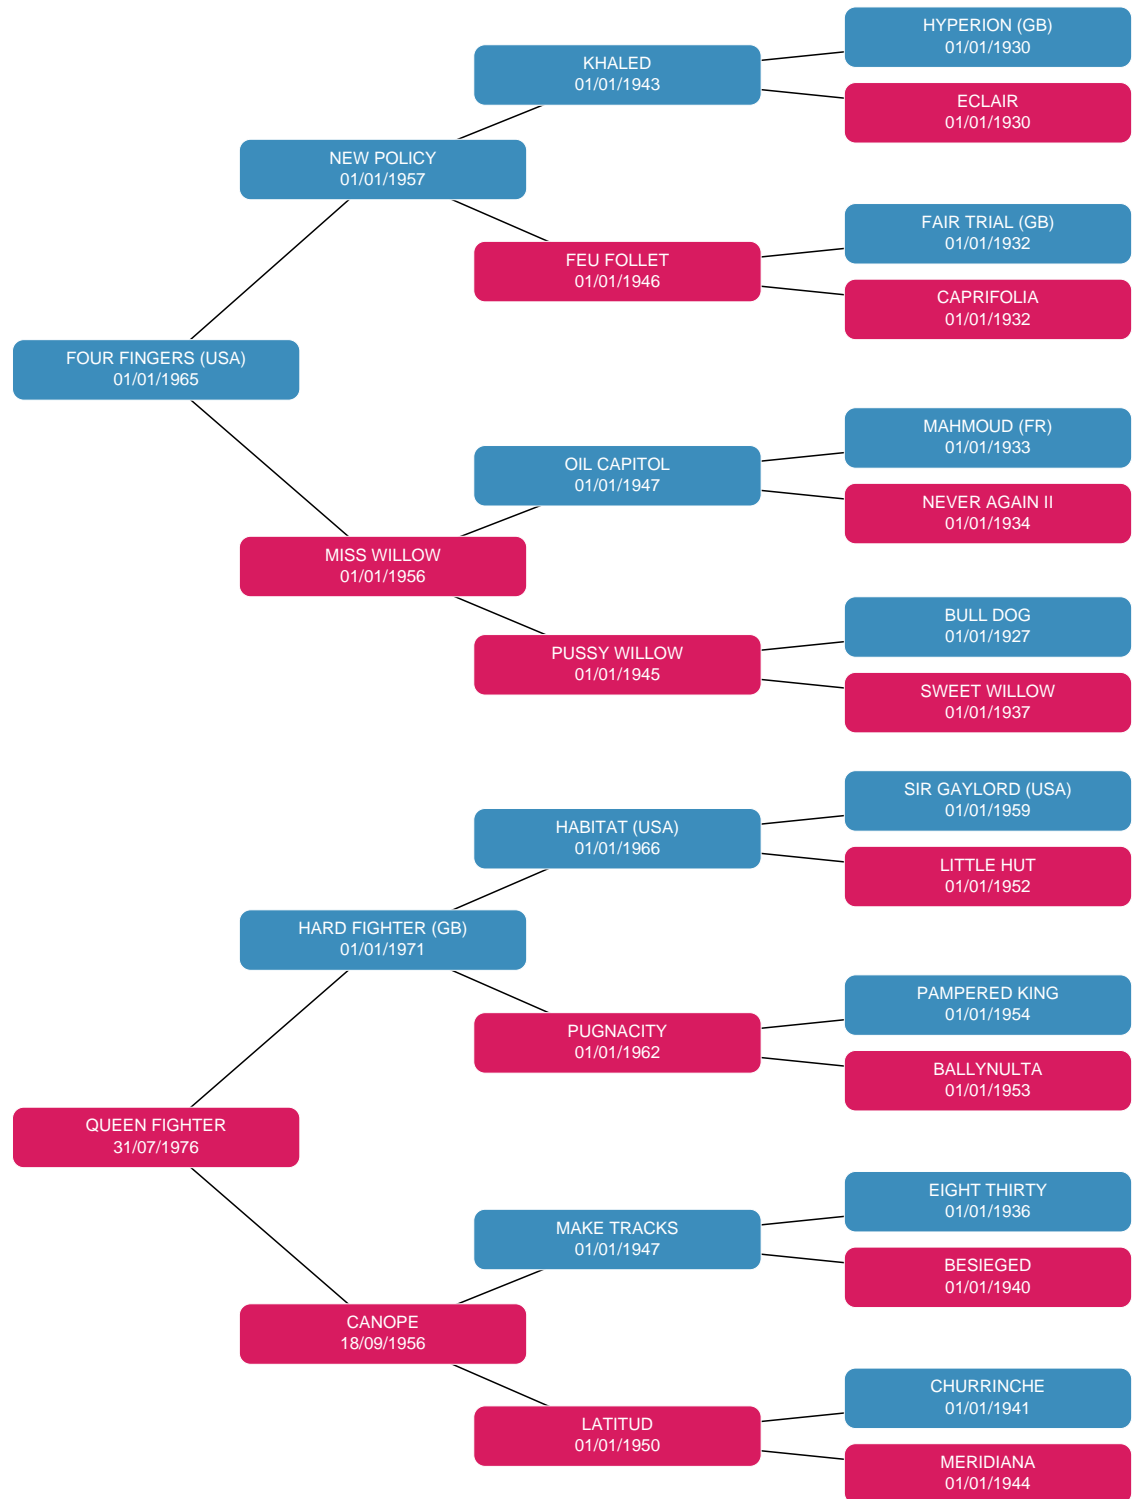 HYPERION (GB)
01/01/1930
KHALED
01/01/1943
ECLAIR
01/01/1930
NEW POLICY
01/01/1957
FAIR TRIAL (GB)
01/01/1932
FEU FOLLET
01/01/1946
CAPRIFOLIA
01/01/1932
FOUR FINGERS (USA)
01/01/1965
MAHMOUD (FR)
01/01/1933
OIL CAPITOL
01/01/1947
NEVER AGAIN II
01/01/1934
MISS WILLOW
01/01/1956
BULL DOG
01/01/1927
PUSSY WILLOW
01/01/1945
SWEET WILLOW
01/01/1937
SIR GAYLORD (USA)
01/01/1959
HABITAT (USA)
01/01/1966
LITTLE HUT
01/01/1952
HARD FIGHTER (GB)
01/01/1971
PAMPERED KING
01/01/1954
PUGNACITY
01/01/1962
BALLYNULTA
01/01/1953
QUEEN FIGHTER
31/07/1976
EIGHT THIRTY
01/01/1936
MAKE TRACKS
01/01/1947
BESIEGED
01/01/1940
CANOPE
18/09/1956
CHURRINCHE
01/01/1941
LATITUD
01/01/1950
MERIDIANA
01/01/1944